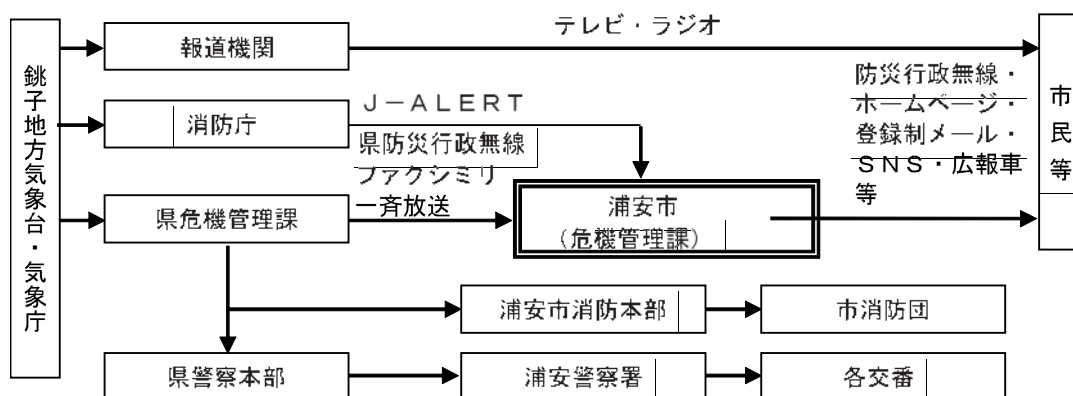 銚子地方気象台・気象庁
報道機関
テレビ・ラジオ
市民等
消防庁
J－ALERT
県防災行政無線
ファクシミリ
一斉放送
防災行政無線・
ホームページ・
登録制メール・
SNS・広報車
等
県危機管理課
浦安市
（危機管理課）
浦安市消防本部
市消防団
県警察本部
浦安警察署
各交番